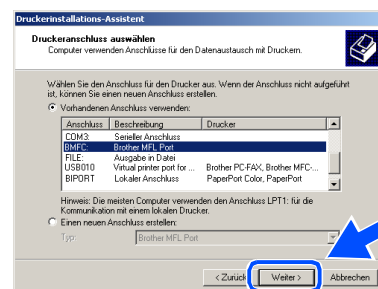 Druckerinstallations-Assistent
Druckeranschluss auswählen
Computer verwenden Anschlüsse für den Datenaustausch mit Druckern.
Wählen Sie den Anschluss für den Drucker aus. Wenn der Anschluss nicht aufgeführt
ist, können Sie einen neuen Anschluss erstellen.
Vorhandenen Anschluss verwenden:
Anschluss Beschreibung Drucker
COM3: Serieller Anschluss
BMFC: Brother MFL Port
FILE: Ausgabe in Datei
USB010 Virtual printer port for ... Brother PC-FAX, Brother MFC-...
BIPORT Lokaler Anschluss PaperPort Color, PaperPort
Hinweis: Die meisten Computer verwenden den Anschluss LPT1: für die
Kommunikation mit einem lokalen Drucker.
Einen neuen Anschluss erstellen:
Typ: Brother MFL Port
< Zurück Weiter > Abbrechen